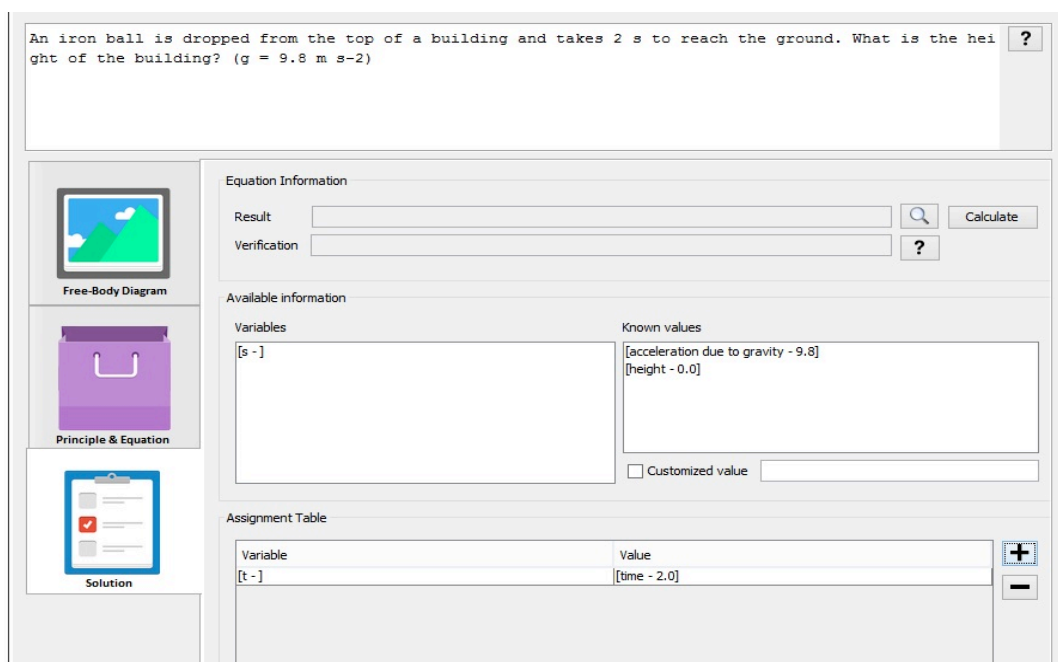 An iron ball is dropped from the top of a building and takes 2 s to reach the ground. What is the hei
ght of the building? (g = 9.8 m s-2)
?
Equation Information
Result
Calculate
Verification
?
Free-Body Diagram
Available information
Variables
Known values
[s - ]
[acceleration due to gravity - 9.8]
[height - 0.0]
Principle & Equation
Customized value
Assignment Table
Variable
Value
[t - ]
[time - 2.0]
Solution